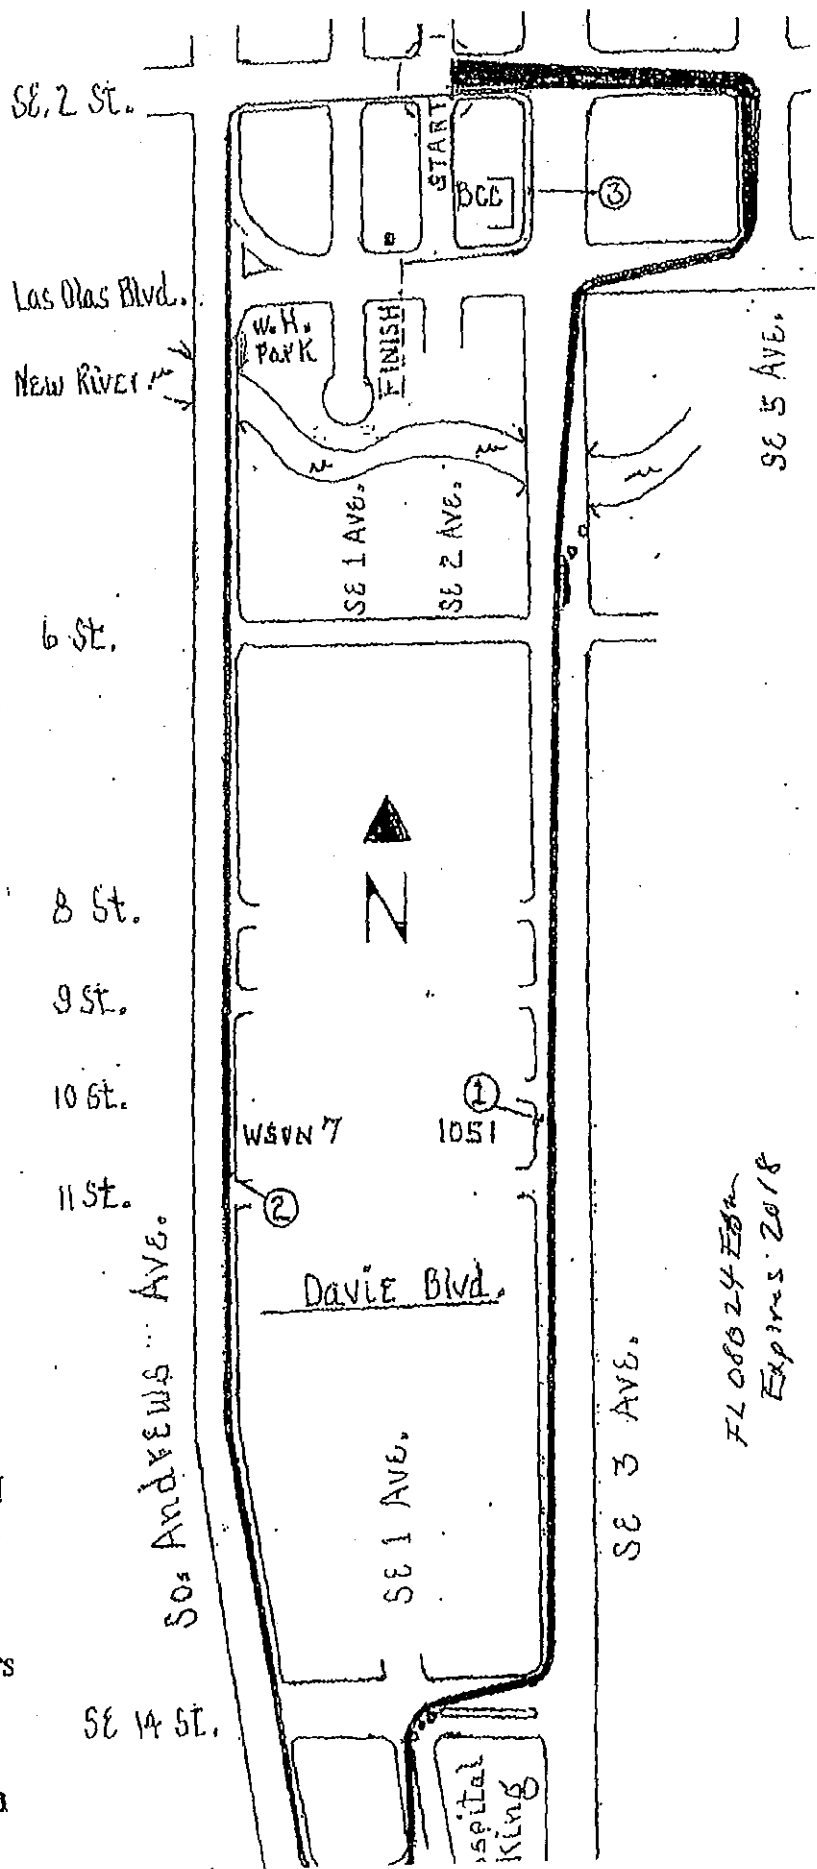 SE. 2 St.
START
BCC
3
Las Olas Blvd.
W. H.
Park
FINISH
New River
SE 5 AVE.
SE 1 AVE.
SE 2 AVE.
6 St.
N
8 St.
9 St.
10 St.
1
WSVN 7
1051
11 St.
2
Davie Blvd.
So. Andrews Ave.
SE 1 AVE.
SE 3 AVE.
Expires 2018
SE 14 St.
spital
King